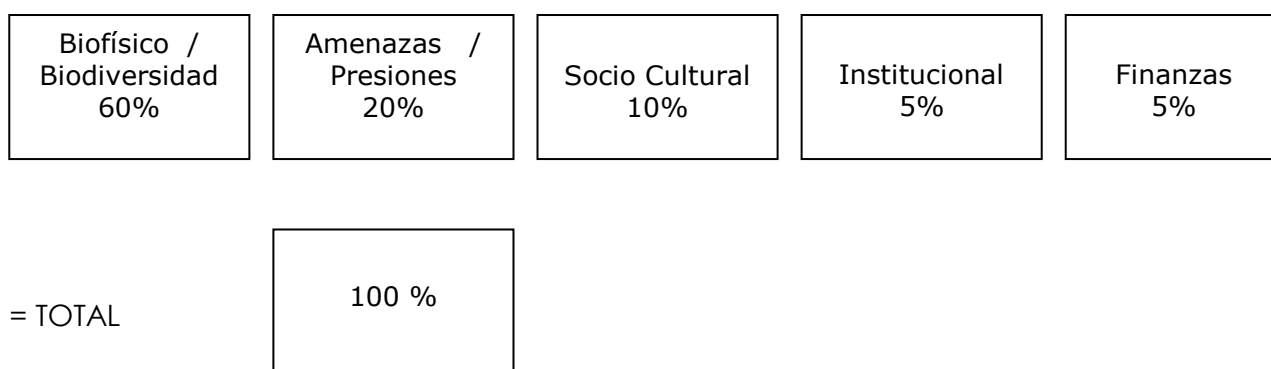 Biofísico /
Biodiversidad
60%
Amenazas /
Presiones
20%
Socio Cultural
10%
Institucional
5%
Finanzas
5%
= TOTAL
100 %